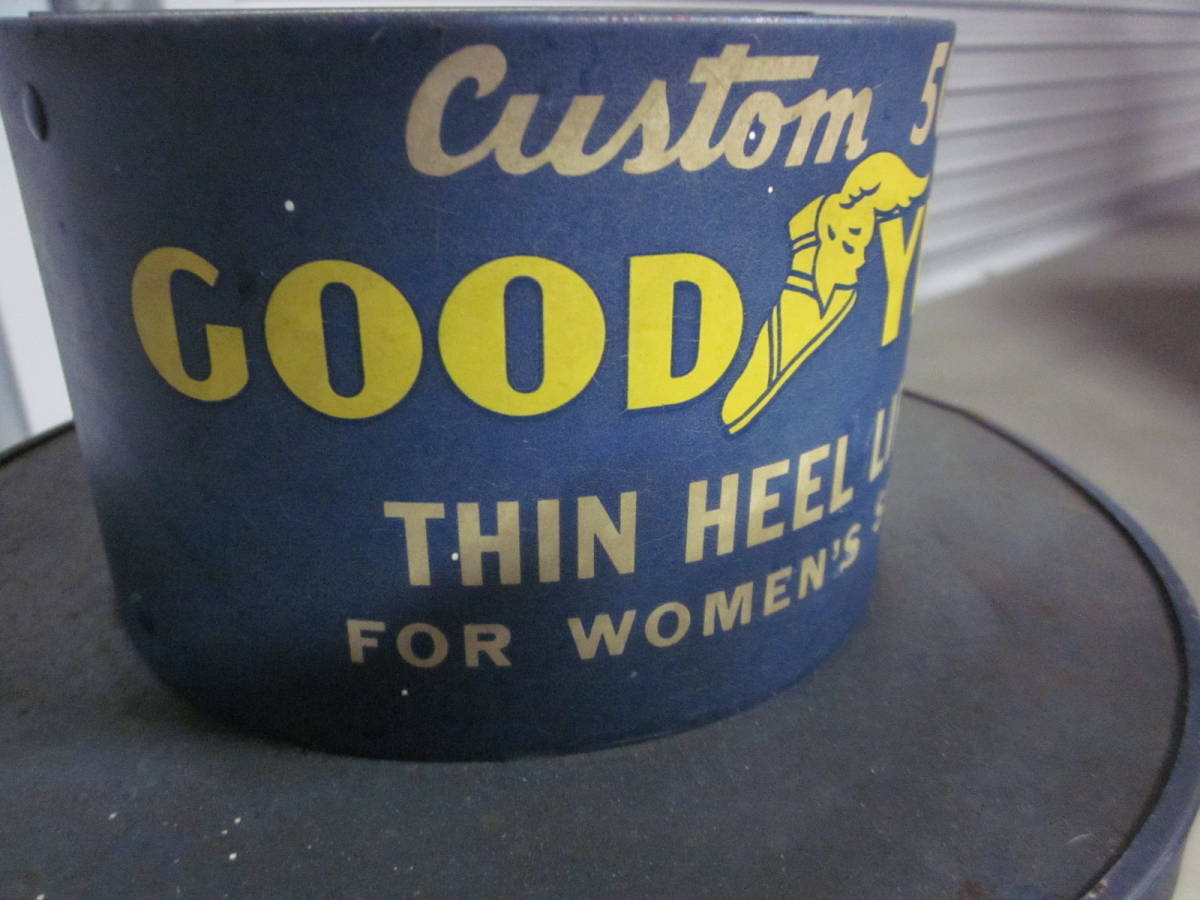 Custom
GOOD
THIN HEEL
FOR WOMEN'S